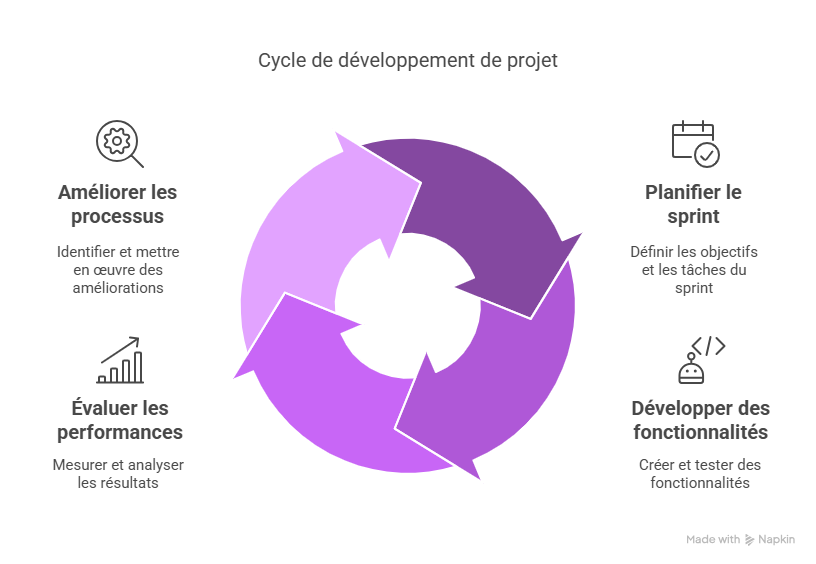 Cycle de développement de projet
Améliorer les
processus
Identifier et mettre
en œuvre des
améliorations
Planifier le
sprint
Définir les objectifs
et les tâches du
sprint
Évaluer les
performances
Mesurer et analyser
les résultats
Développer des
fonctionnalités
Créer et tester des
fonctionnalités
Made with Napkin